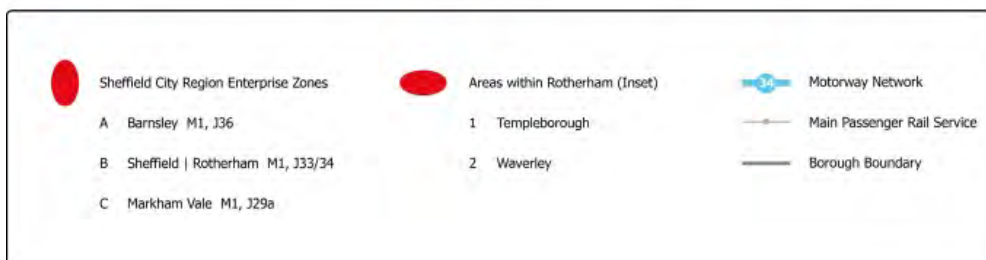 Sheffield City Region Enterprise Zones
A Barnsley M1, J36
B Sheffield | Rotherham M1, J33/34
C Markham Vale M1, J29a
Areas within Rotherham (Inset)
1 Templeborough
2 Waverley
34 Motorway Network
Main Passenger Rail Service
Borough Boundary